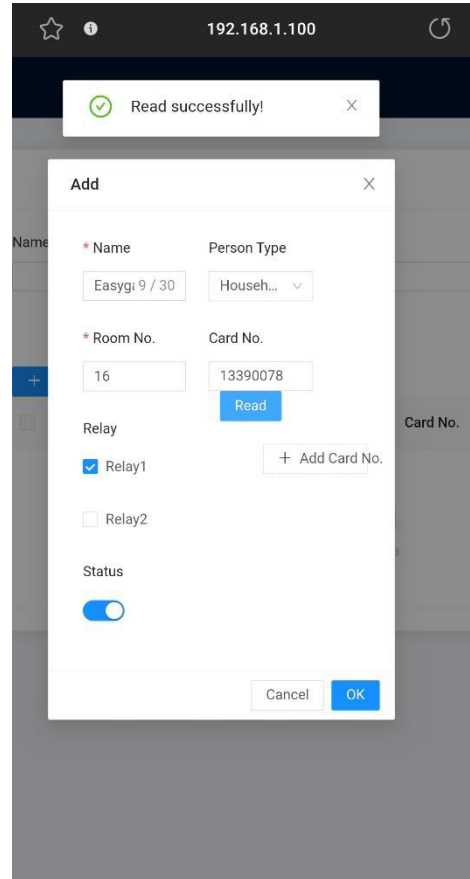 192.168.1.100
Read successfully!
Add
Name
* Name Person Type
Easyga 9 / 30 Househ...
* Room No. Card No.
16 13390078
+ Read
Relay Card No.
Relay1 + Add Card No.
Relay2
Status
Cancel OK